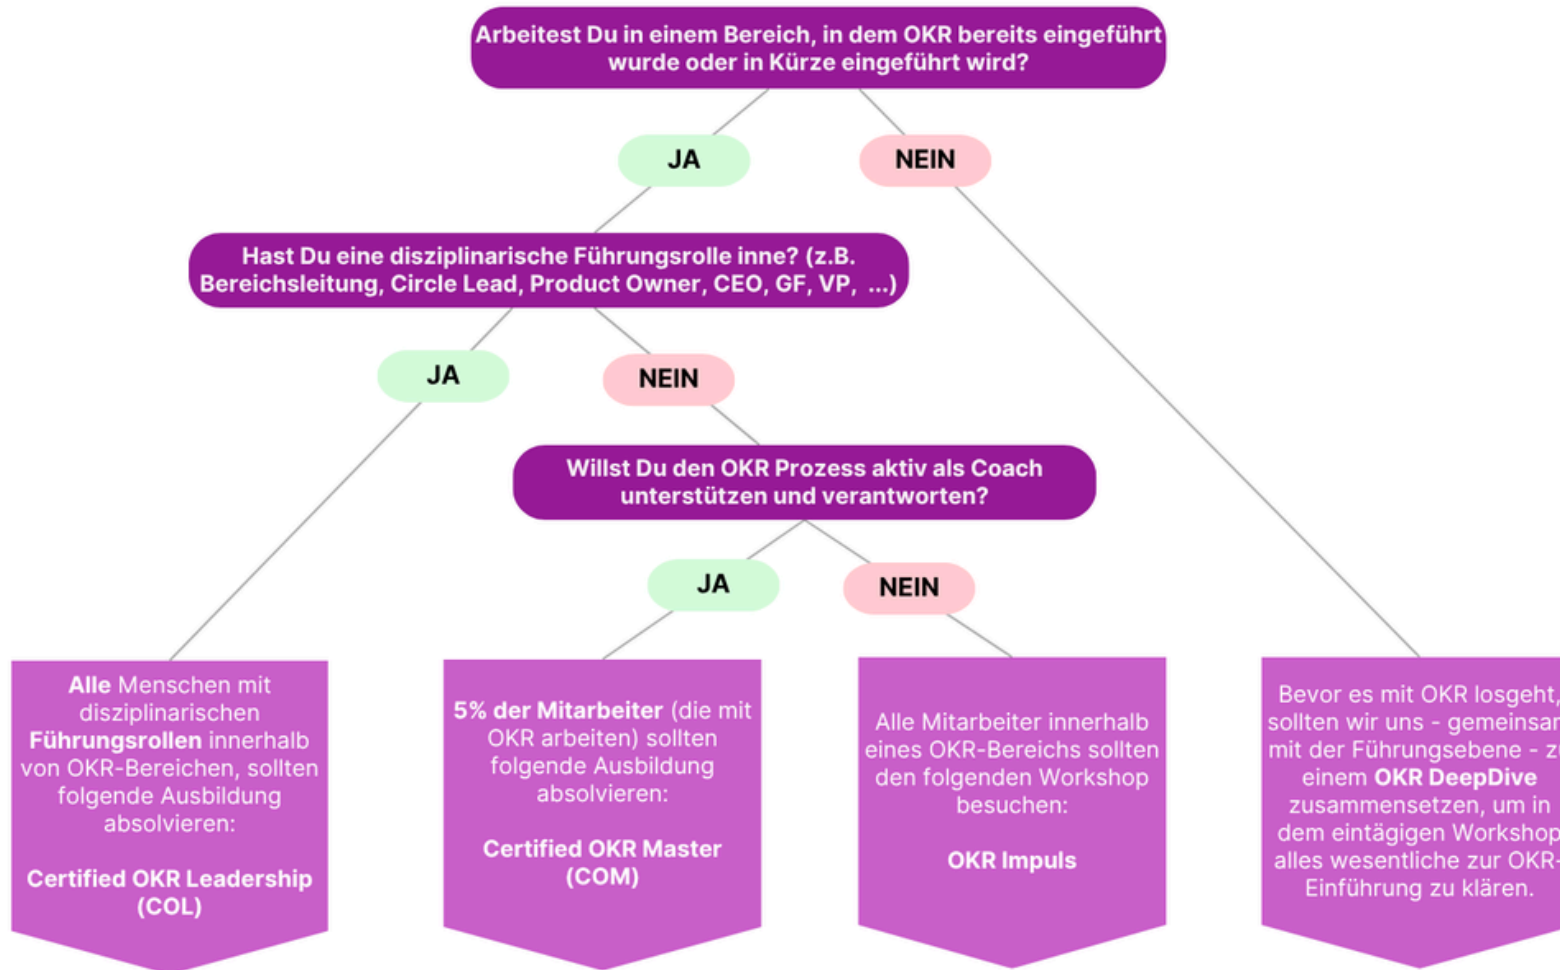 Arbeitest Du in einem Bereich, in dem OKR bereits eingeführt
wurde oder in Kürze eingeführt wird?
JA
NEIN
Hast Du eine disziplinarische Führungsrolle inne? (z.B.
Bereichsleitung, Circle Lead, Product Owner, CEO, GF, VP, ...)
JA
NEIN
Willst Du den OKR Prozess aktiv als Coach
unterstützen und verantworten?
JA
NEIN
Alle Menschen mit
disziplinarischen
Führungsrollen innerhalb
von OKR-Bereichen, sollten
folgende Ausbildung
absolvieren:
Certified OKR Leadership
(COL)
5% der Mitarbeiter (die mit
OKR arbeiten) sollten
folgende Ausbildung
absolvieren:
Certified OKR Master
(COM)
Alle Mitarbeiter innerhalb
eines OKR-Bereichs sollten
den folgenden Workshop
besuchen:
OKR Impuls
Bevor es mit OKR losgeht,
sollten wir uns - gemeinsam
mit der Führungsebene -
einem OKR DeepDive
zusammensetzen, um in
dem eintägigen Workshop
alles wesentliche zur OKR-
Einführung zu klären.